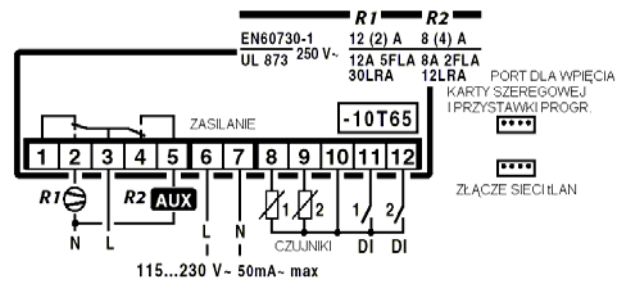 R1 R2
EN60730-1 250 V~ 12 (2) A 8 (4) A
UL 873 12A 5FLA 8A 2FLA
30LRA 12LRA
PORT DLA WPIĘCIA
KARTY SZEREGOWEJ
I PRZYSTAWKI PROGR.
ZASILANIE
-10T65
1 2 3 4 5 6 7 8 9 10 11 12
ZŁĄCZE SIECI tLAN
R1 R2 AUX 1 2 1 2
N L L N CZUJNIKI DI DI
115...230 V~ 50mA~ max